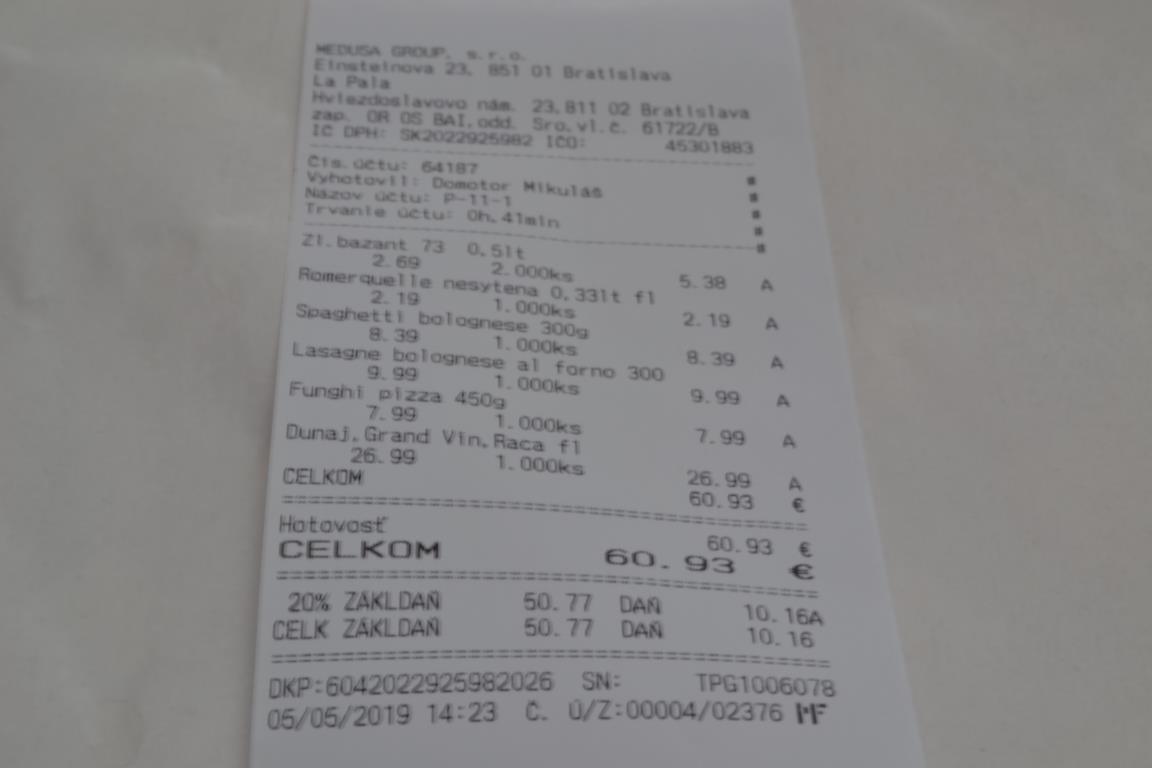 MEDUSA GROUP, s.r.o.
Einsteinova 23, 851 01 Bratislava
La Pala
Hviezdoslavovo nám. 23,811 02 Bratislava
zap. OR OS BAI,odd. Sro,vl.č. 61722/B
IČ DPH: SK2022925982 IČO: 45301883
Čís.účtu: 64187 #
Vyhotovil: Domotor Mikuláš #
Názov účtu: P-11-1 #
Trvanie účtu: 0h,41min #
#
Zl.bazant 73 0,5lt
2.69 2.000ks 5.38 A
Romerquelle nesytena 0,33lt fl
2.19 1.000ks 2.19 A
Spaghetti bolognese 300g
8.39 1.000ks 8.39 A
Lasagne bolognese al forno 300
9.99 1.000ks 9.99 A
Funghi pizza 450g
7.99 1.000ks 7.99 A
Dunaj,Grand Vin,Raca fl
26.99 1.000ks 26.99 A
CELKOM 60.93 €
Hotovosť 60.93 €
CELKOM 60.93 €
20% ZÁKLDAŇ 50.77 DAŇ 10.16A
CELK ZÁKLDAŇ 50.77 DAŇ 10.16
DKP:6042022925982026 SN: TPG1006078
05/05/2019 14:23 Č. Ú/Z:00004/02376 MF